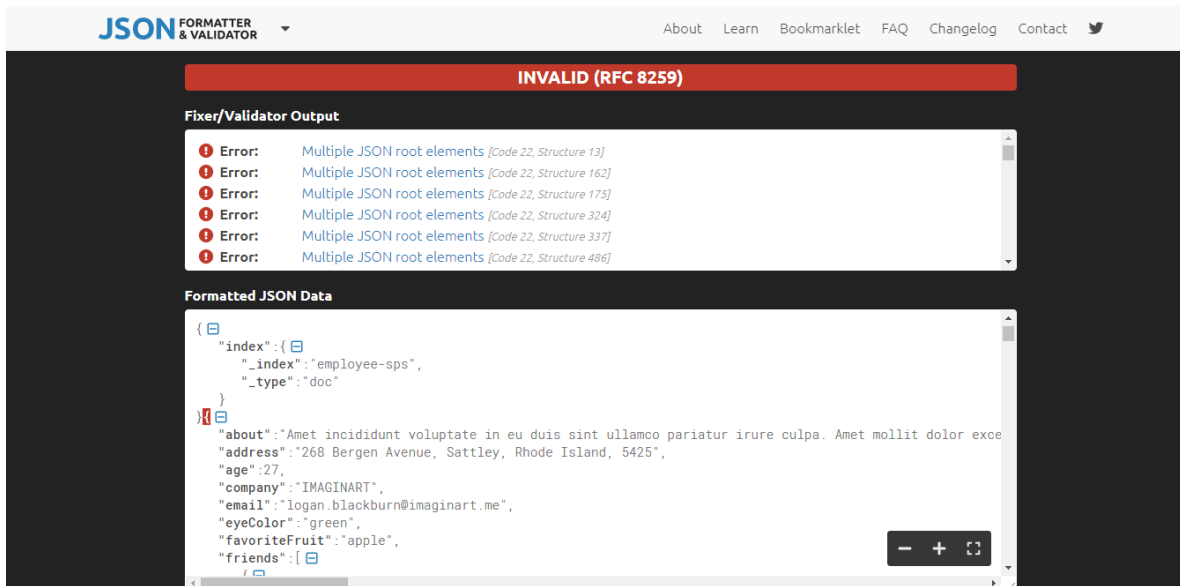 JSON FORMATTER & VALIDATOR
About Learn Bookmarklet FAQ Changelog Contact
INVALID (RFC 8259)
Fixer/Validator Output
Error: Multiple JSON root elements [Code 22, Structure 13]
Error: Multiple JSON root elements [Code 22, Structure 162]
Error: Multiple JSON root elements [Code 22, Structure 175]
Error: Multiple JSON root elements [Code 22, Structure 324]
Error: Multiple JSON root elements [Code 22, Structure 337]
Error: Multiple JSON root elements [Code 22, Structure 486]
Formatted JSON Data
{
"index":{
"_index":"employee-sps",
"_type":"doc"
}
}{
"about":"Amet incididunt voluptate in eu duis sint ullamco pariatur irure culpa. Amet mollit dolor exce
"address":"268 Bergen Avenue, Sattley, Rhode Island, 5425",
"age":27,
"company":"IMAGINART",
"email":"logan.blackburn@imaginart.me",
"eyeColor":"green",
"favoriteFruit":"apple",
"friends":[
{